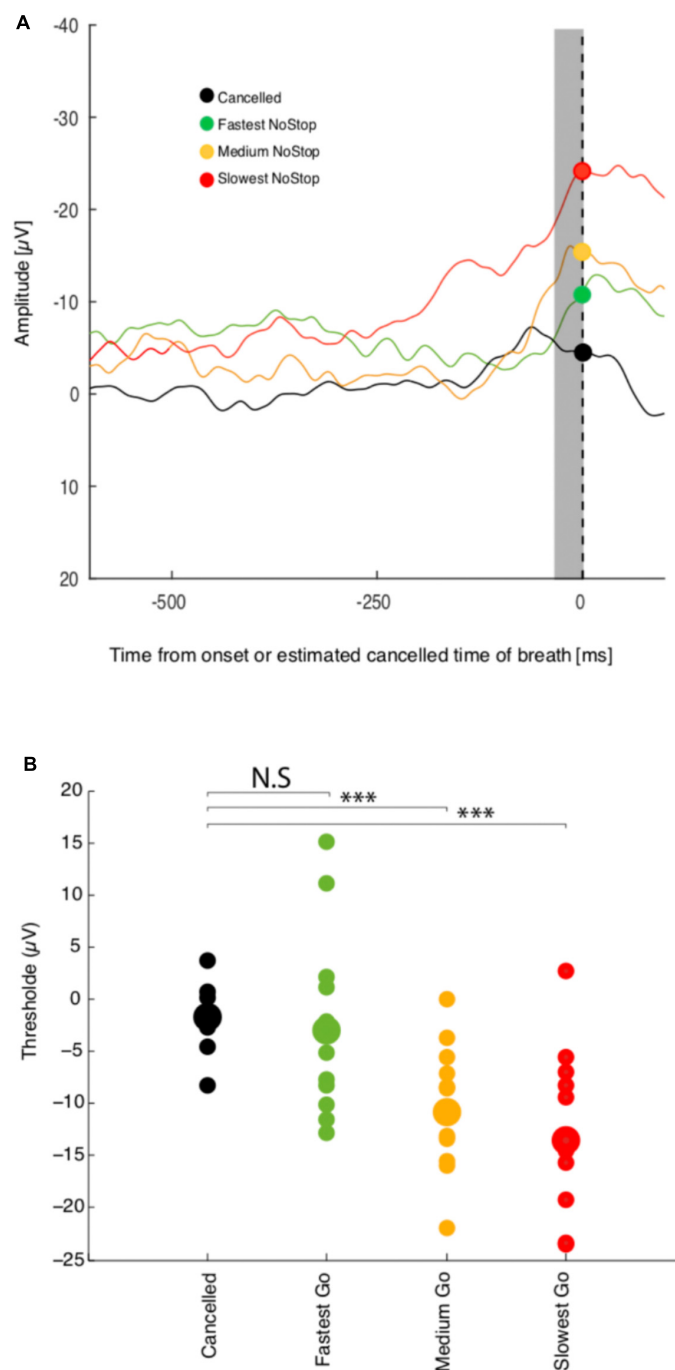 A
-40
-30
-20
-10
0
10
20
Amplitude [µV]
Cancelled
Fastest NoStop
Medium NoStop
Slowest NoStop
-500 -250 0
Time from onset or estimated cancelled time of breath [ms]
B
N.S
***
***
20
15
10
5
0
−5
−10
−15
−20
−25
Thresholde (µV)
Cancelled
Fastest Go
Medium Go
Slowest Go